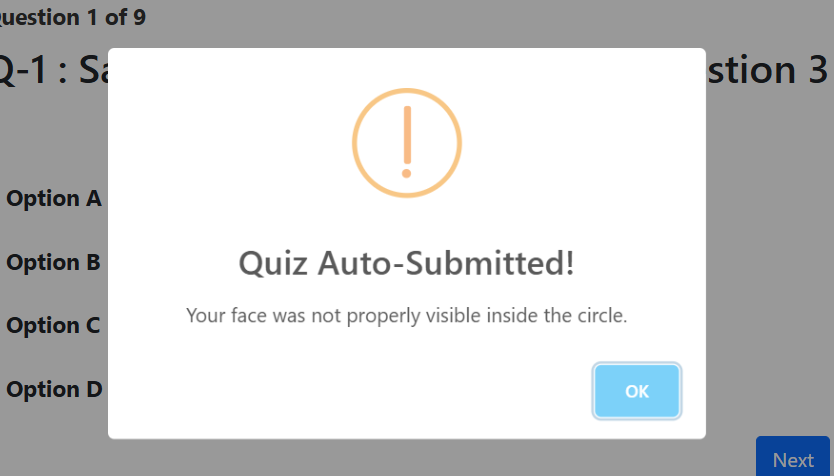 uestion 1 of 9
Q-1 : Sa
stion 3
Quiz Auto-Submitted!
Your face was not properly visible inside the circle.
Option A
Option B
Option C
Option D
OK
Next